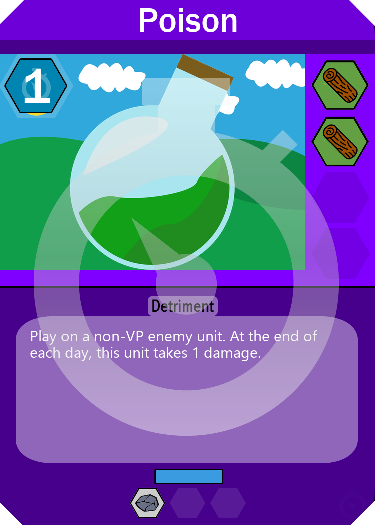 Poison
1
Detriment
Play on a non-VP enemy unit. At the end of
each day, this unit takes 1 damage.